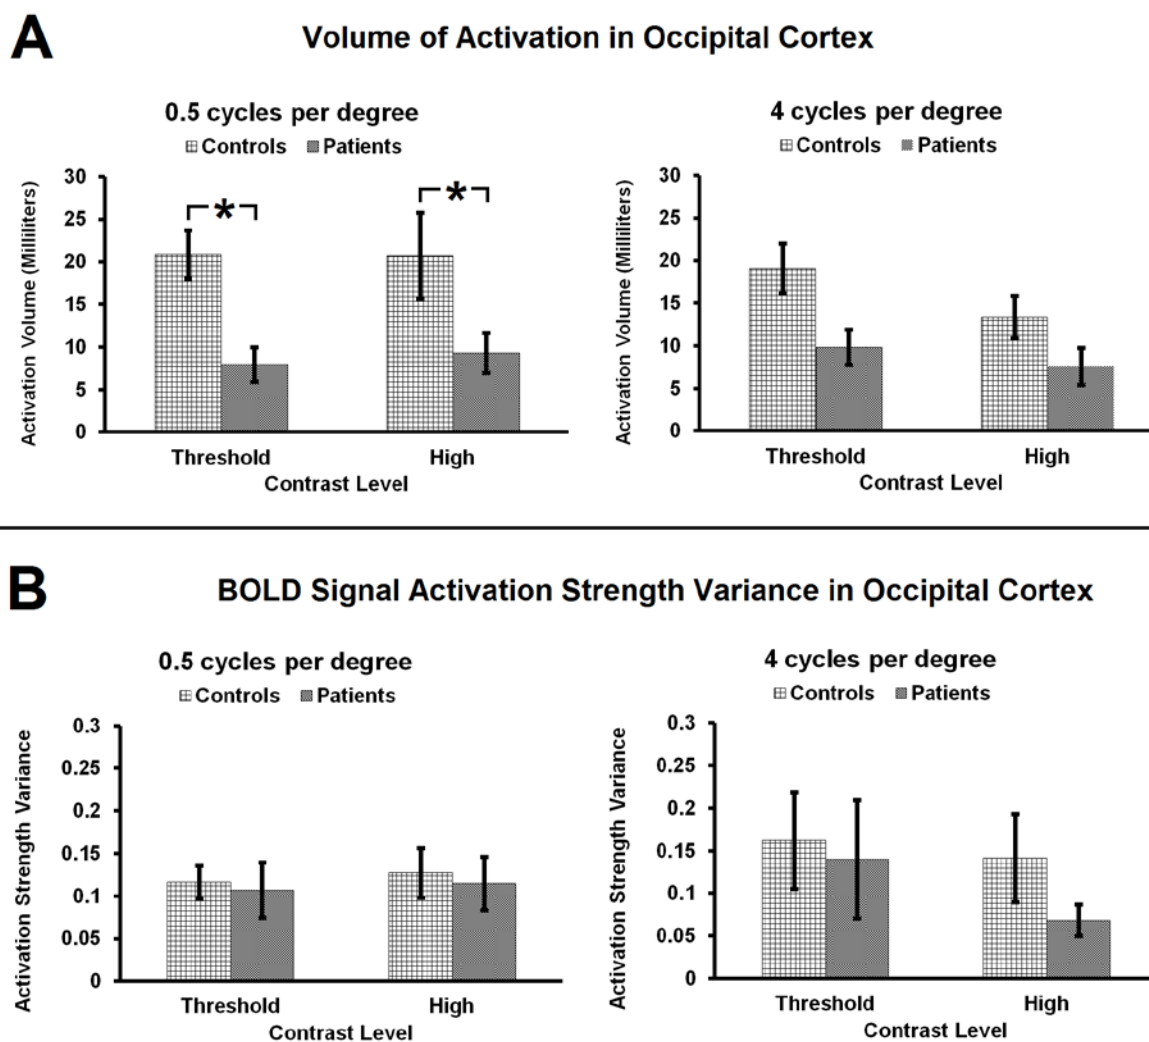 A
Volume of Activation in Occipital Cortex
0.5 cycles per degree
Controls Patients
Activation Volume (Milliliters)
30
25
20
15
10
5
0
*
*
Threshold High
Contrast Level
4 cycles per degree
Controls Patients
Activation Volume (Milliliters)
30
25
20
15
10
5
0
Threshold High
Contrast Level
B
BOLD Signal Activation Strength Variance in Occipital Cortex
0.5 cycles per degree
Controls Patients
Activation Strength Variance
0.3
0.25
0.2
0.15
0.1
0.05
0
Threshold High
Contrast Level
4 cycles per degree
Controls Patients
Activation Strength Variance
0.3
0.25
0.2
0.15
0.1
0.05
0
Threshold High
Contrast Level